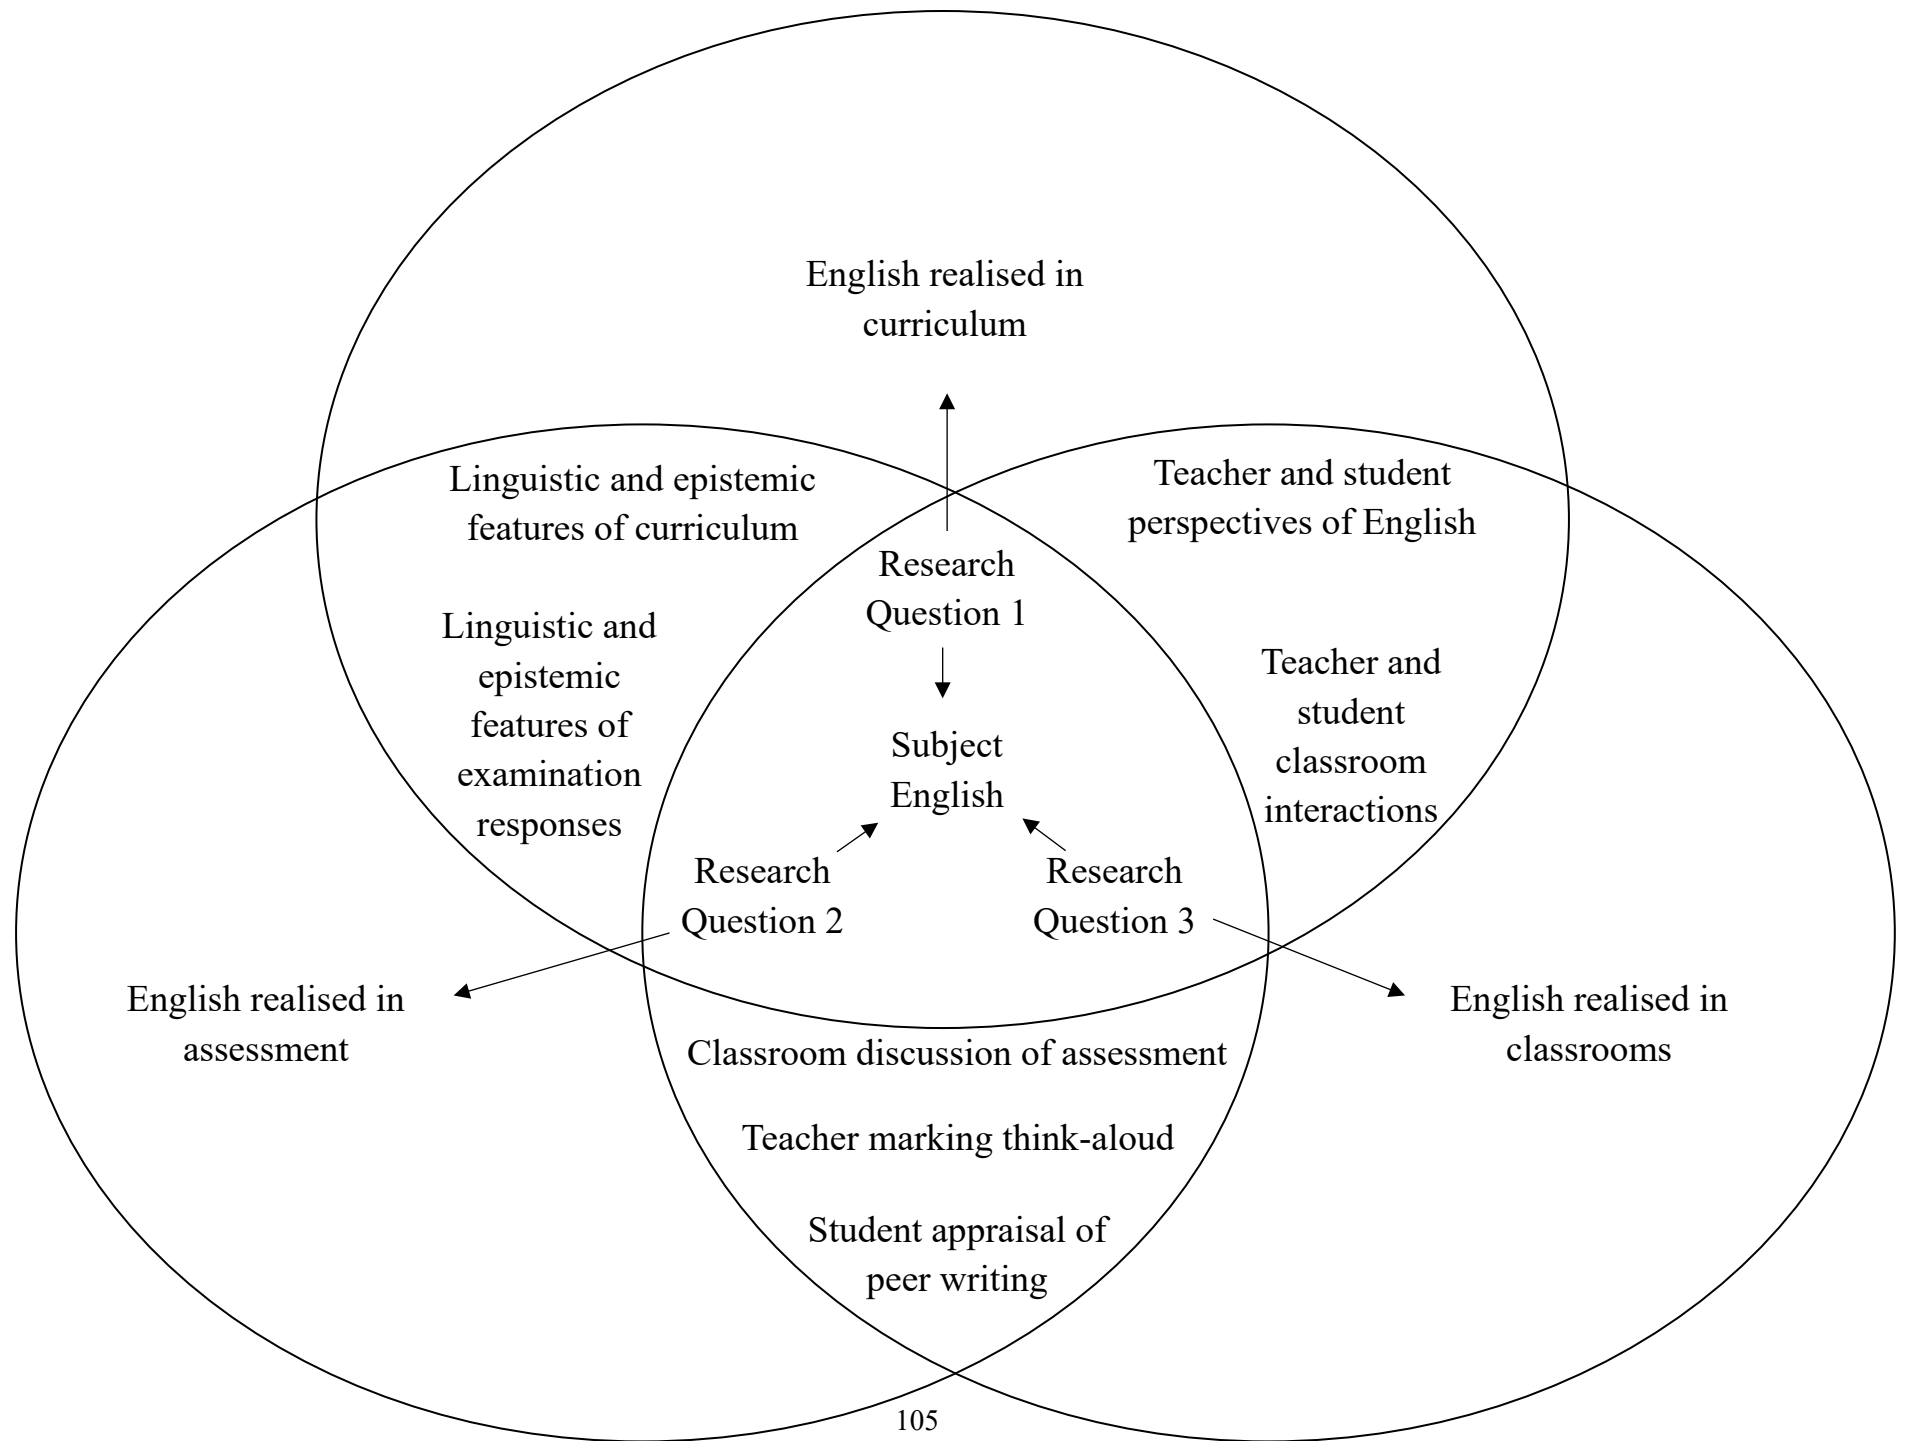 English realised in
curriculum
Linguistic and epistemic
features of curriculum
Teacher and student
perspectives of English
Research
Question 1
Linguistic and
epistemic
features of
examination
responses
Teacher and
student
classroom
interactions
Subject
English
Research
Question 2
Research
Question 3
English realised in
assessment
English realised in
classrooms
Classroom discussion of assessment
Teacher marking think-aloud
Student appraisal of
peer writing
105